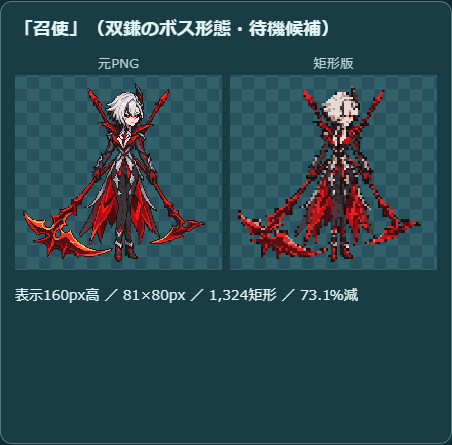 「召使」（双鎌のボス形態・待機候補）
元PNG
矩形版
表示160px高 ／ 81×80px ／ 1,324矩形 ／ 73.1%減